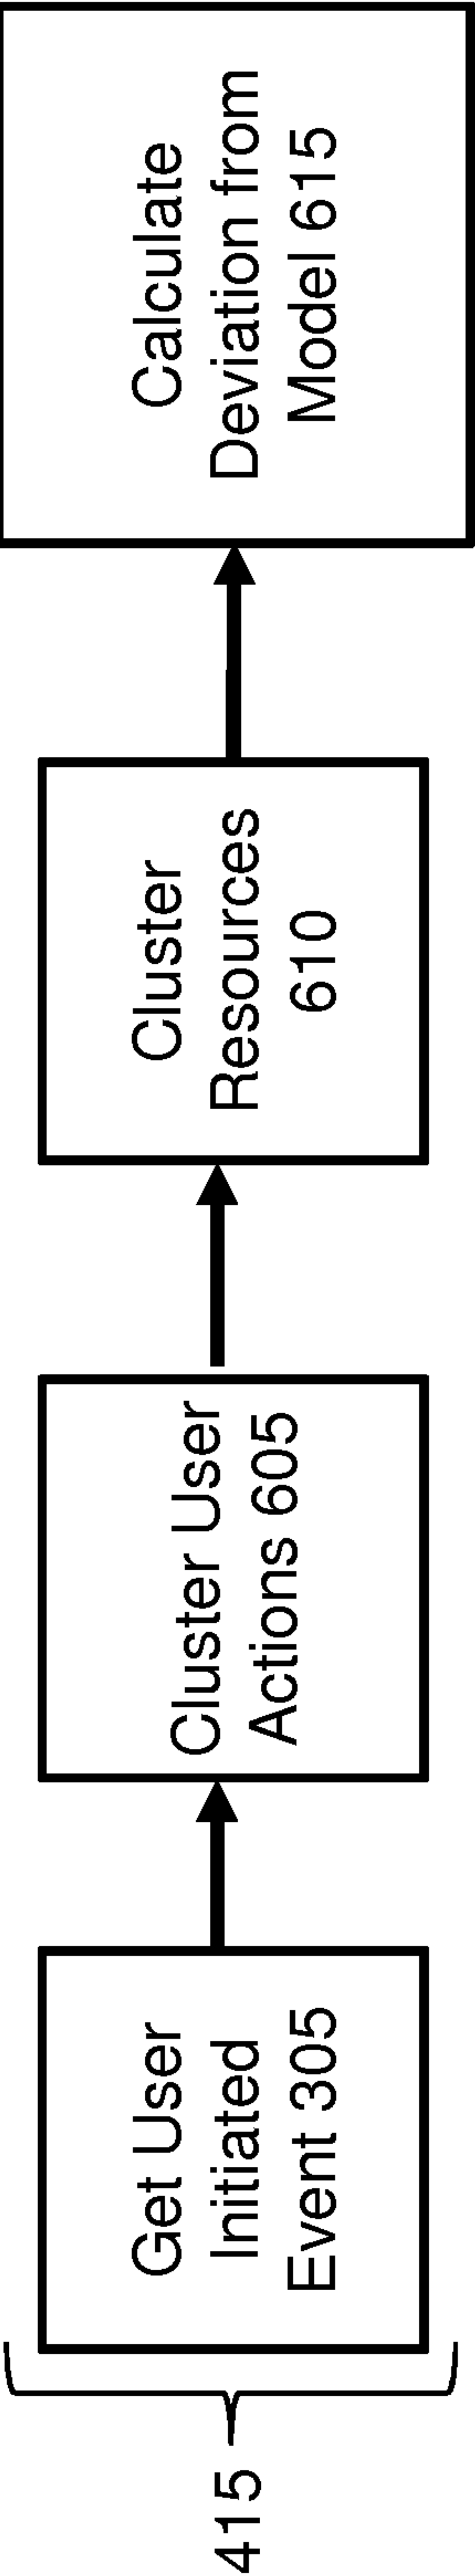 415
Get User
Initiated
Event 305
Cluster User
Actions 605
Cluster
Resources
610
Calculate
Deviation from
Model 615